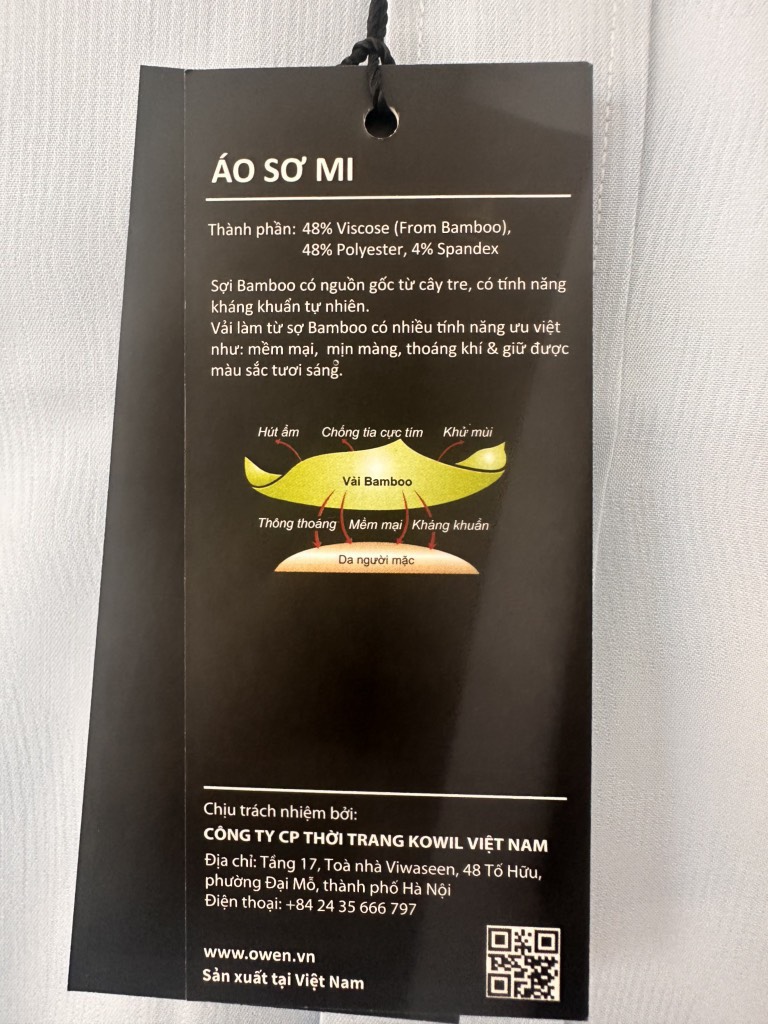 ÁO SƠ MI
Thành phần: 48% Viscose (From Bamboo),
48% Polyester, 4% Spandex
Sợi Bamboo có nguồn gốc từ cây tre, có tính năng
kháng khuẩn tự nhiên.
Vải làm từ sợ Bamboo có nhiều tính năng ưu việt
như: mềm mại, mịn màng, thoáng khí & giữ được
màu sắc tươi sáng.
Hút ẩm Chống tia cực tím Khử mùi
Vải Bamboo
Thông thoáng Mềm mại Kháng khuẩn
Da người mặc
Chịu trách nhiệm bởi:
CÔNG TY CP THỜI TRANG KOWIL VIỆT NAM
Địa chỉ: Tầng 17, Toà nhà Viwaseen, 48 Tố Hữu,
phường Đại Mỗ, thành phố Hà Nội
Điện thoại: +84 24 35 666 797
www.owen.vn
Sản xuất tại Việt Nam